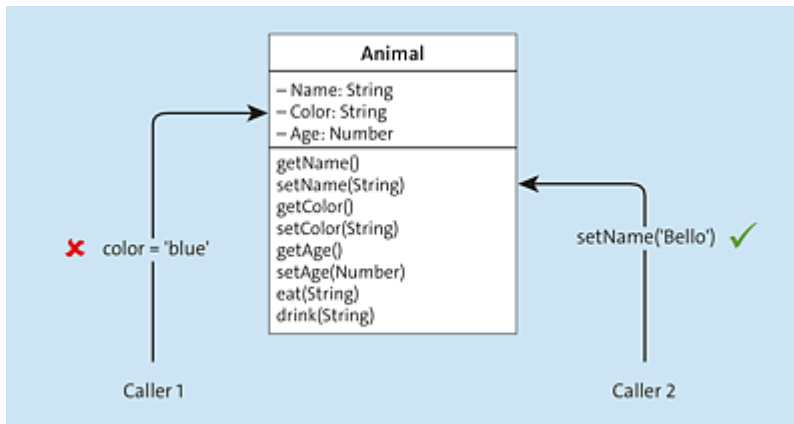 Animal
– Name: String
– Color: String
– Age: Number
getName()
setName(String)
getColor()
setColor(String)
getAge()
setAge(Number)
eat(String)
drink(String)
color = 'blue'
setName('Bello')
Caller 1
Caller 2